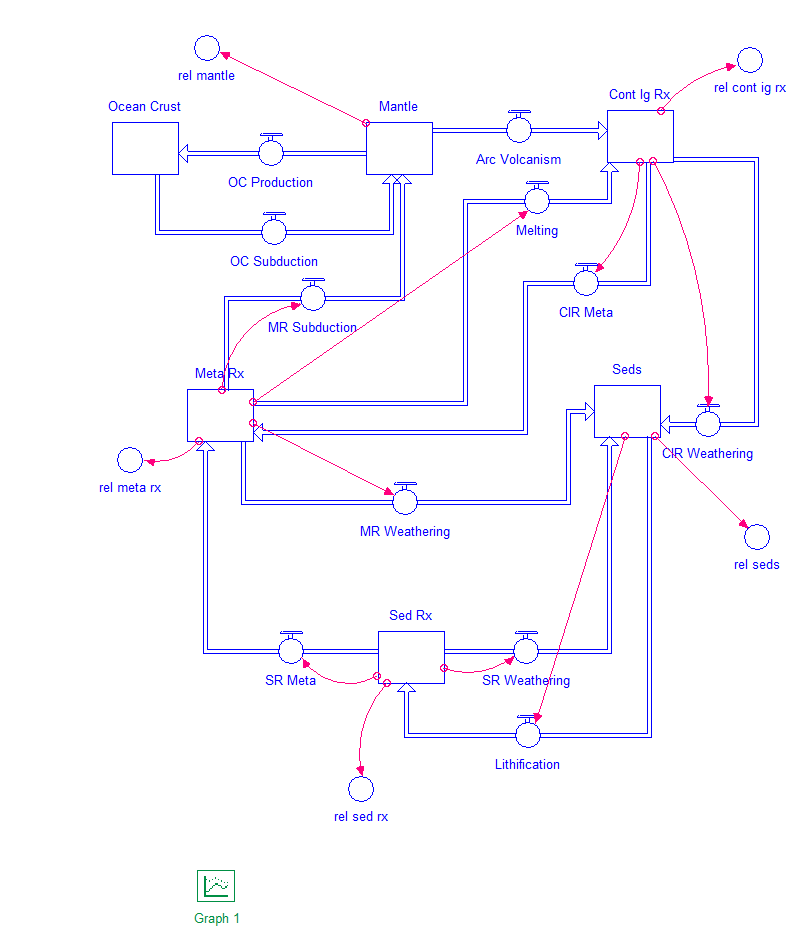 rel mantle
rel cont ig rx
Ocean Crust
Mantle
Cont Ig Rx
OC Production
Arc Volcanism
OC Subduction
Melting
MR Subduction
CIR Meta
Meta Rx
Seds
rel meta rx
MR Weathering
CIR Weathering
rel seds
Sed Rx
SR Meta
SR Weathering
Lithification
rel sed rx
Graph 1